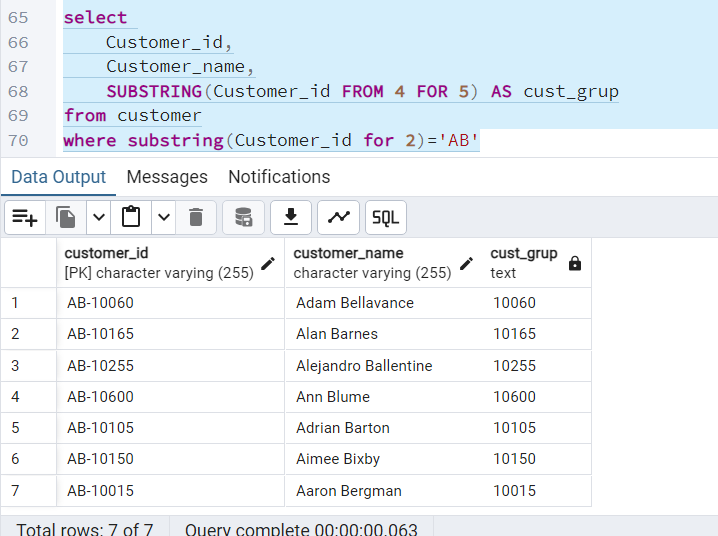 65 select
66 Customer_id,
67 Customer_name,
68 SUBSTRING(Customer_id FROM 4 FOR 5) AS cust_grup
69 from customer
70 where substring(Customer_id for 2)='AB'
Data Output Messages Notifications
SQL
customer_id customer_name cust_grup
[PK] character varying (255) character varying (255) text
1 AB-10060 Adam Bellavance 10060
2 AB-10165 Alan Barnes 10165
3 AB-10255 Alejandro Ballentine 10255
4 AB-10600 Ann Blume 10600
5 AB-10105 Adrian Barton 10105
6 AB-10150 Aimee Bixby 10150
7 AB-10015 Aaron Bergman 10015
Total rows: 7 of 7 Query complete 00:00:00.063